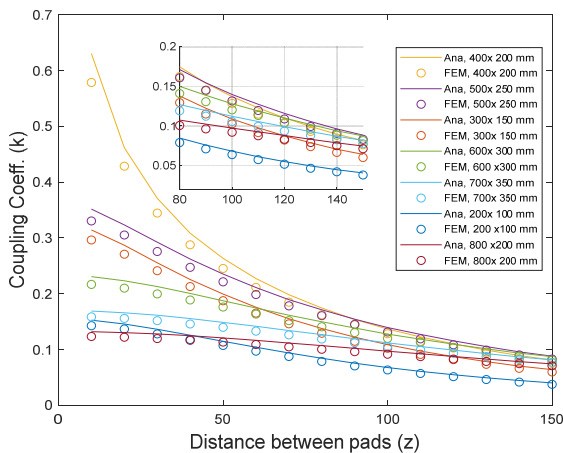 0.7
0.6
0.5
0.4
0.3
0.2
0.1
0
Coupling Coeff. (k)
0
50
100
150
Distance between pads (z)
0.2
0.15
0.1
0.05
80
100
120
140
Ana, 400x 200 mm
FEM, 400x 200 mm
Ana, 500x 250 mm
FEM, 500x 250 mm
Ana, 300x 150 mm
FEM, 300x 150 mm
Ana, 600x 300 mm
FEM, 600 x300 mm
Ana, 700x 350 mm
FEM, 700x 350 mm
Ana, 200x 100 mm
FEM, 200 x100 mm
Ana, 800 x200 mm
FEM, 800x 200 mm